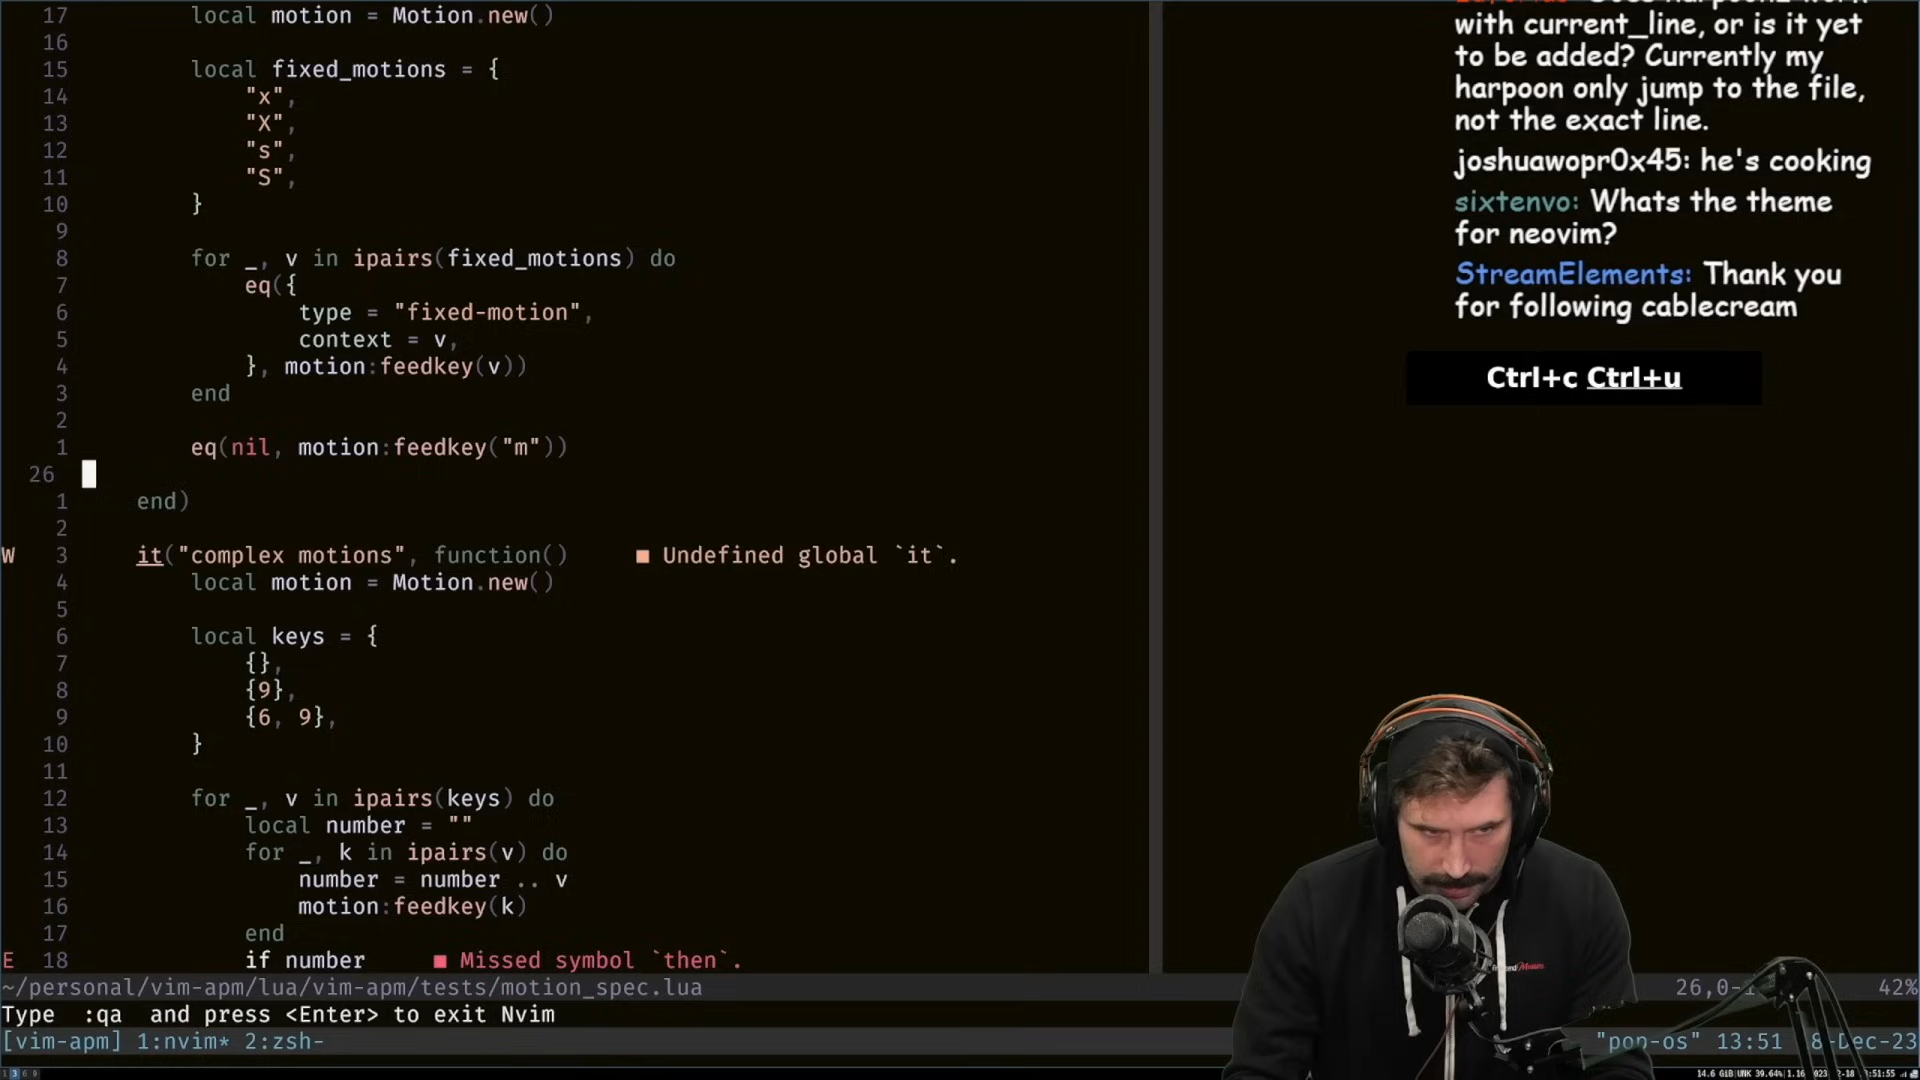 17 local motion = Motion.new()
16
15 local fixed_motions = {
14 "x",
13 "X",
12 "s",
11 "S",
10 }
9
8 for _, v in ipairs(fixed_motions) do
7 eq({
6 type = "fixed-motion",
5 context = v,
4 }, motion:feedkey(v))
3 end
2
1 eq(nil, motion:feedkey("m"))
26
1 end)
2
W 3 it("complex motions", function() ■ Undefined global `it`.
4 local motion = Motion.new()
5
6 local keys = {
7 {},
8 {9},
9 {6, 9},
10 }
11
12 for _, v in ipairs(keys) do
13 local number = ""
14 for _, k in ipairs(v) do
15 number = number .. v
16 motion:feedkey(k)
17 end
E 18 if number ■ Missed symbol `then`.
~/personal/vim-apm/lua/vim-apm/tests/motion_spec.lua 26,0-1 42%
Type :qa and press <Enter> to exit Nvim
[vim-apm] 1:nvim* 2:zsh- "pop-os" 13:51 8-Dec-23
with current_line, or is it yet
to be added? Currently my
harpoon only jump to the file,
not the exact line.
joshuawopr0x45: he's cooking
sixtenvo: Whats the theme
for neovim?
StreamElements: Thank you
for following cablecream
Ctrl+c Ctrl+u